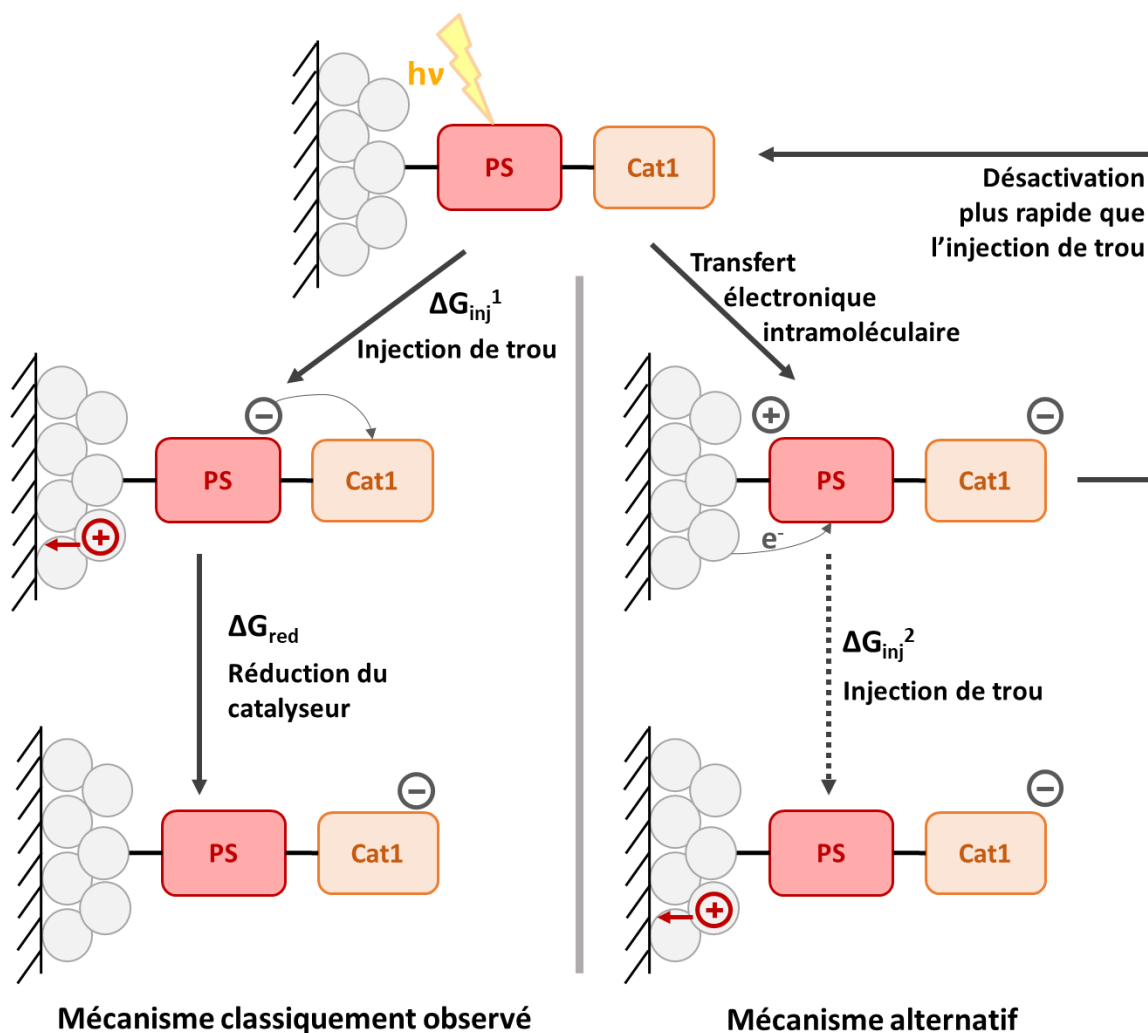 hν
PS
Cat1
Désactivation
plus rapide que
l'injection de trou
ΔGinj1
Injection de trou
Transfert
électronique
intramoléculaire
−
PS
Cat1
+
+
−
PS
Cat1
e-
ΔGred
Réduction du
catalyseur
ΔGinj2
Injection de trou
−
PS
Cat1
−
PS
Cat1
+
Mécanisme classiquement observé
Mécanisme alternatif